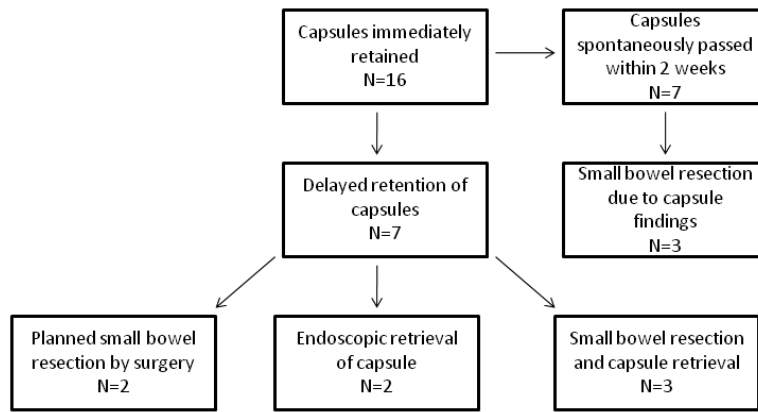 Capsules immediately
retained
N=16
Capsules
spontaneously passed
within 2 weeks
N=7
Delayed retention of
capsules
N=7
Small bowel resection
due to capsule
findings
N=3
Planned small bowel
resection by surgery
N=2
Endoscopic retrieval
of capsule
N=2
Small bowel resection
and capsule retrieval
N=3